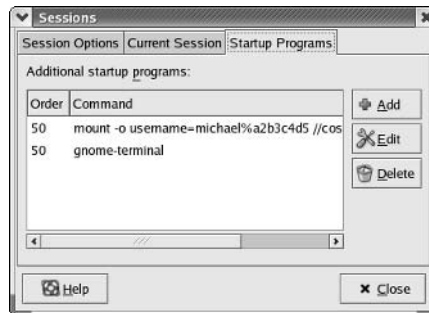 Sessions
Session Options Current Session Startup Programs
Additional startup programs:
Order Command
50 mount -o username=michael%a2b3c4d5 //cos
50 gnome-terminal
Add
Edit
Delete
Help
Close